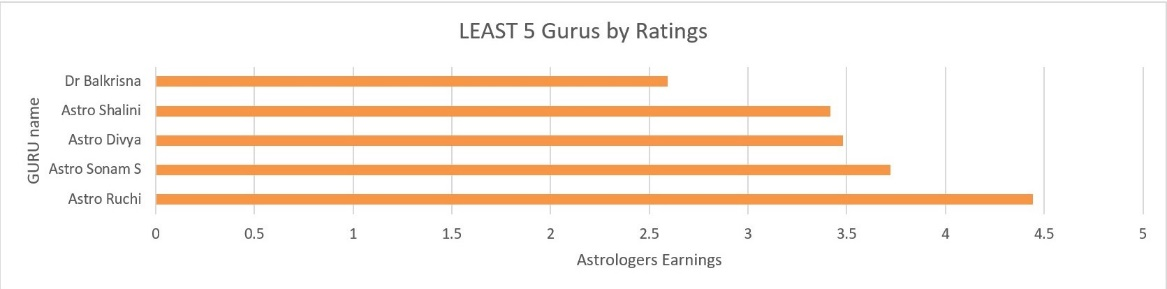 LEAST 5 Gurus by Ratings
GURU name
Dr Balkrisna
Astro Shalini
Astro Divya
Astro Sonam S
Astro Ruchi
0 0.5 1 1.5 2 2.5 3 3.5 4 4.5 5
Astrologers Earnings